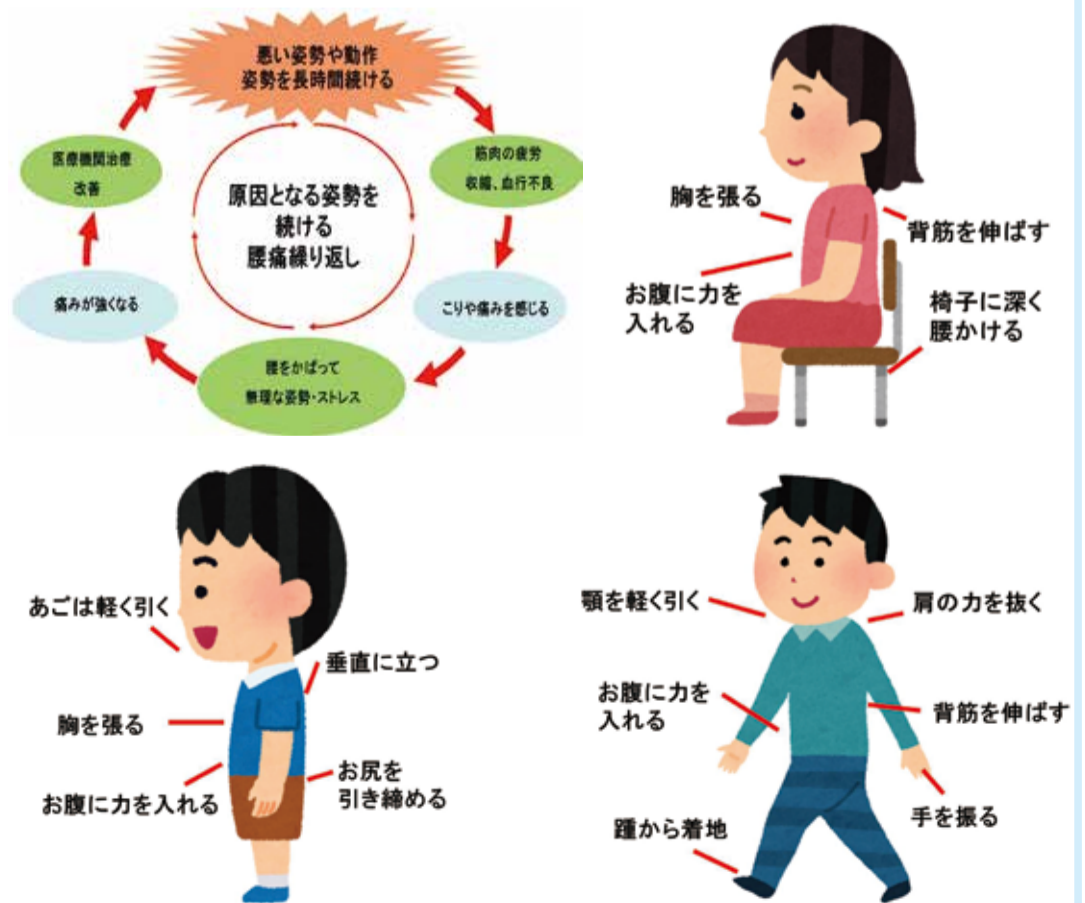 悪い姿勢や動作
姿勢を長時間続ける
筋肉の疲労
収縮、血行不良
こりや痛みを感じる
腰をかばって
無理な姿勢・ストレス
痛みが強くなる
医療機関治療
改善
原因となる姿勢を
続ける
腰痛繰り返し
胸を張る
背筋を伸ばす
お腹に力を
入れる
椅子に深く
腰かける
あごは軽く引く
垂直に立つ
胸を張る
お腹に力を入れる
お尻を
引き締める
顎を軽く引く
肩の力を抜く
お腹に力を
入れる
背筋を伸ばす
手を振る
踵から着地